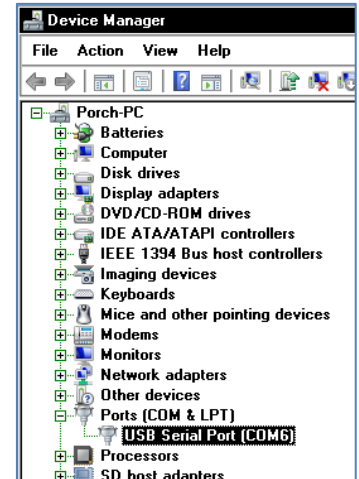 Device Manager
File Action View Help
Porch-PC
Batteries
Computer
Disk drives
Display adapters
DVD/CD-ROM drives
IDE ATA/ATAPI controllers
IEEE 1394 Bus host controllers
Imaging devices
Keyboards
Mice and other pointing devices
Modems
Monitors
Network adapters
Other devices
Ports (COM & LPT)
USB Serial Port (COM6)
Processors
SD host adapters